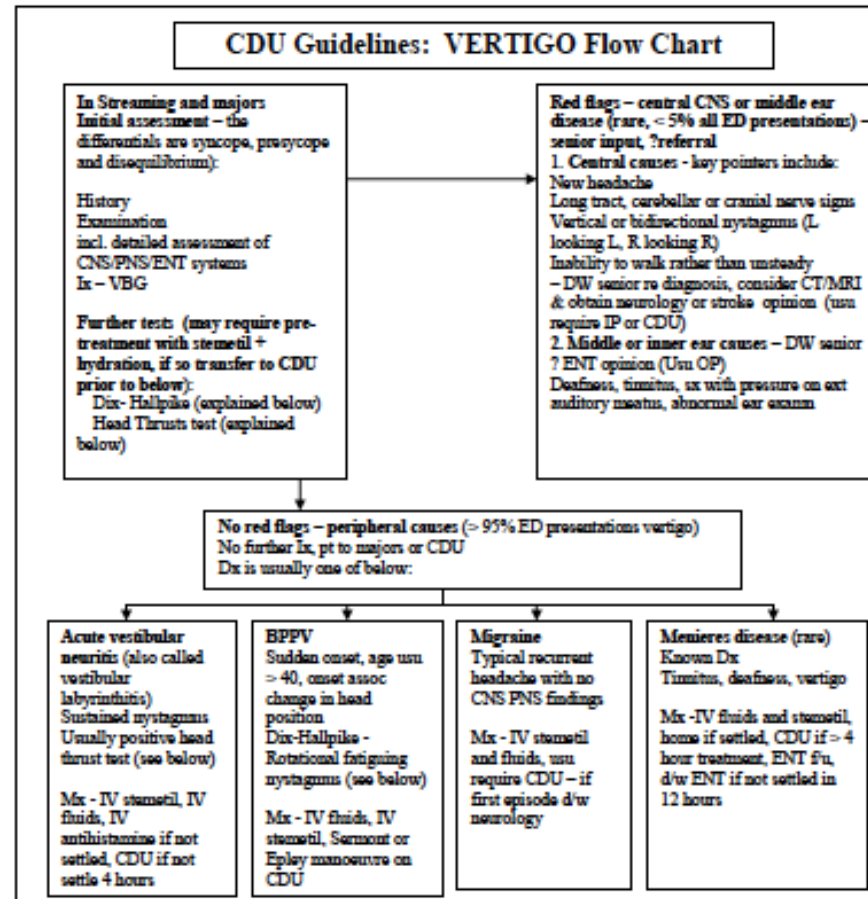 CDU Guidelines: VERTIGO Flow Chart
In Streaming and majors
Initial assessment – the
differentials are syncope, presycope
and disequilibrium):
History
Examination
incl. detailed assessment of
CNS/PNS/ENT systems
Ix – VBG
Further tests (may require pre-
treatment with stemetil +
hydration, if so transfer to CDU
prior to below):
Dix- Hallpike (explained below)
Head Thrusts test (explained
below)
Red flags – central CNS or middle ear
disease (rare, < 5% all ED presentations) –
senior input, ?referral
1. Central causes - key pointers include:
New headache
Long tract, cerebellar or cranial nerve signs
Vertical or bidirectional nystagmus (L
looking L, R looking R)
Inability to walk rather than unsteady
– DW senior re diagnosis, consider CT/MRI
& obtain neurology or stroke opinion (usu
require IP or CDU)
2. Middle or inner ear causes – DW senior
? ENT opinion (Usu OP)
Deafness, tinnitus, sx with pressure on ext
auditory meatus, abnormal ear examn
No red flags – peripheral causes (> 95% ED presentations vertigo)
No further Ix, pt to majors or CDU
Dx is usually one of below:
Acute vestibular
neuritis (also called
vestibular
labyrinthitis)
Sustained nystagmus
Usually positive head
thrust test (see below)
Mx - IV stemetil, IV
fluids, IV
antihistamine if not
settled, CDU if not
settle 4 hours
BPPV
Sudden onset, age usu
> 40, onset assoc
change in head
position
Dix-Hallpike -
Rotational fatiguing
nystagmus (see below)
Mx - IV fluids, IV
stemetil, Sermont or
Epley manoeuvre on
CDU
Migraine
Typical recurrent
headache with no
CNS PNS findings
Mx - IV stemetil
and fluids, usu
require CDU – if
first episode d/w
neurology
Menieres disease (rare)
Known Dx
Tinnitus, deafness, vertigo
Mx -IV fluids and stemetil,
home if settled, CDU if > 4
hour treatment, ENT f/u,
d/w ENT if not settled in
12 hours